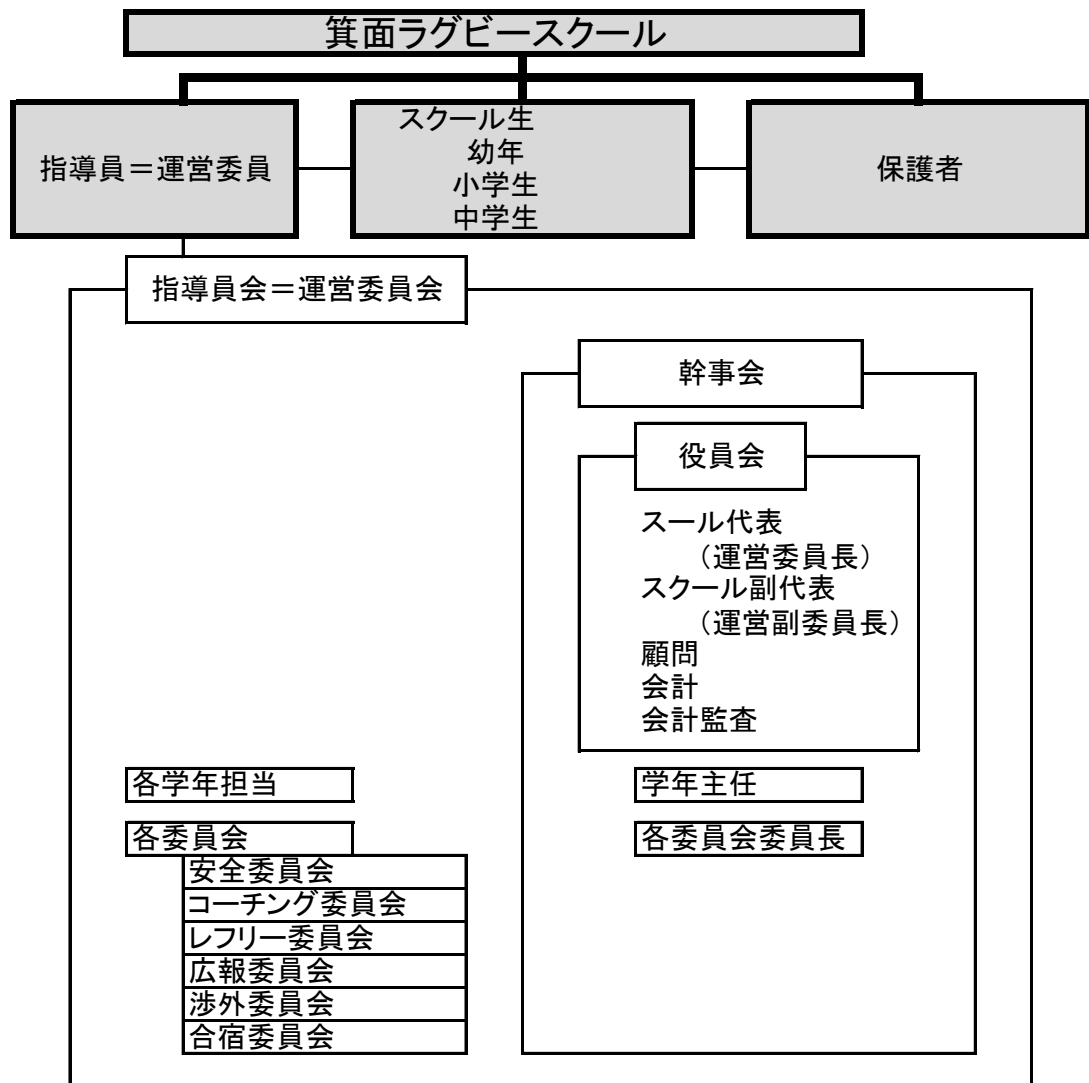 箕面ラグビースクール
指導員＝運営委員
スクール生
幼年
小学生
中学生
保護者
指導員会＝運営委員会
幹事会
役員会
スール代表
（運営委員長）
スクール副代表
（運営副委員長）
顧問
会計
会計監査
各学年担当
学年主任
各委員会
各委員会委員長
安全委員会
コーチング委員会
レフリー委員会
広報委員会
渉外委員会
合宿委員会